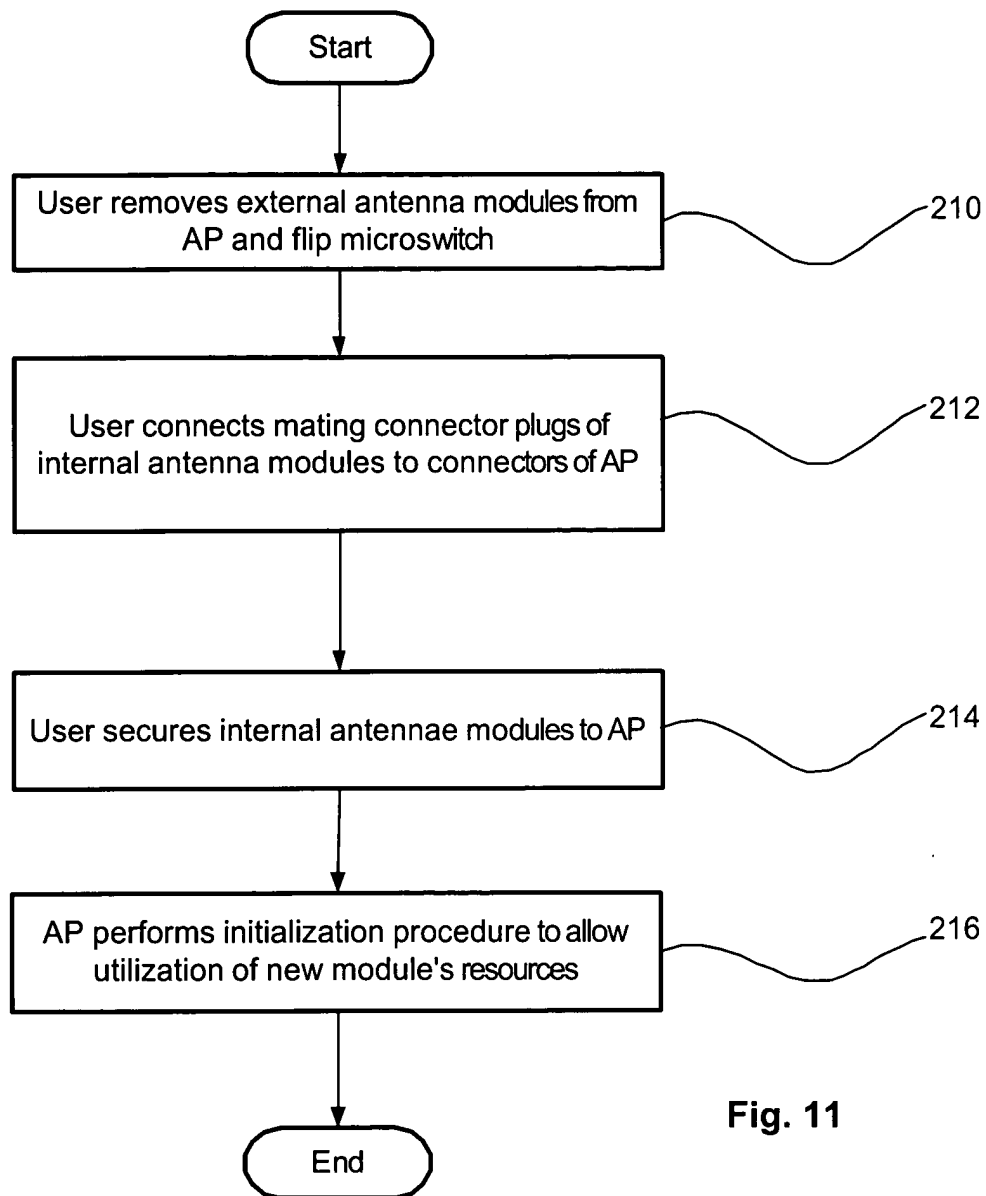 Start
User removes external antenna modules from
AP and flip microswitch
210
User connects mating connector plugs of
internal antenna modules to connectors of AP
212
User secures internal antennae modules to AP
214
AP performs initialization procedure to allow
utilization of new module's resources
216
End
Fig. 11